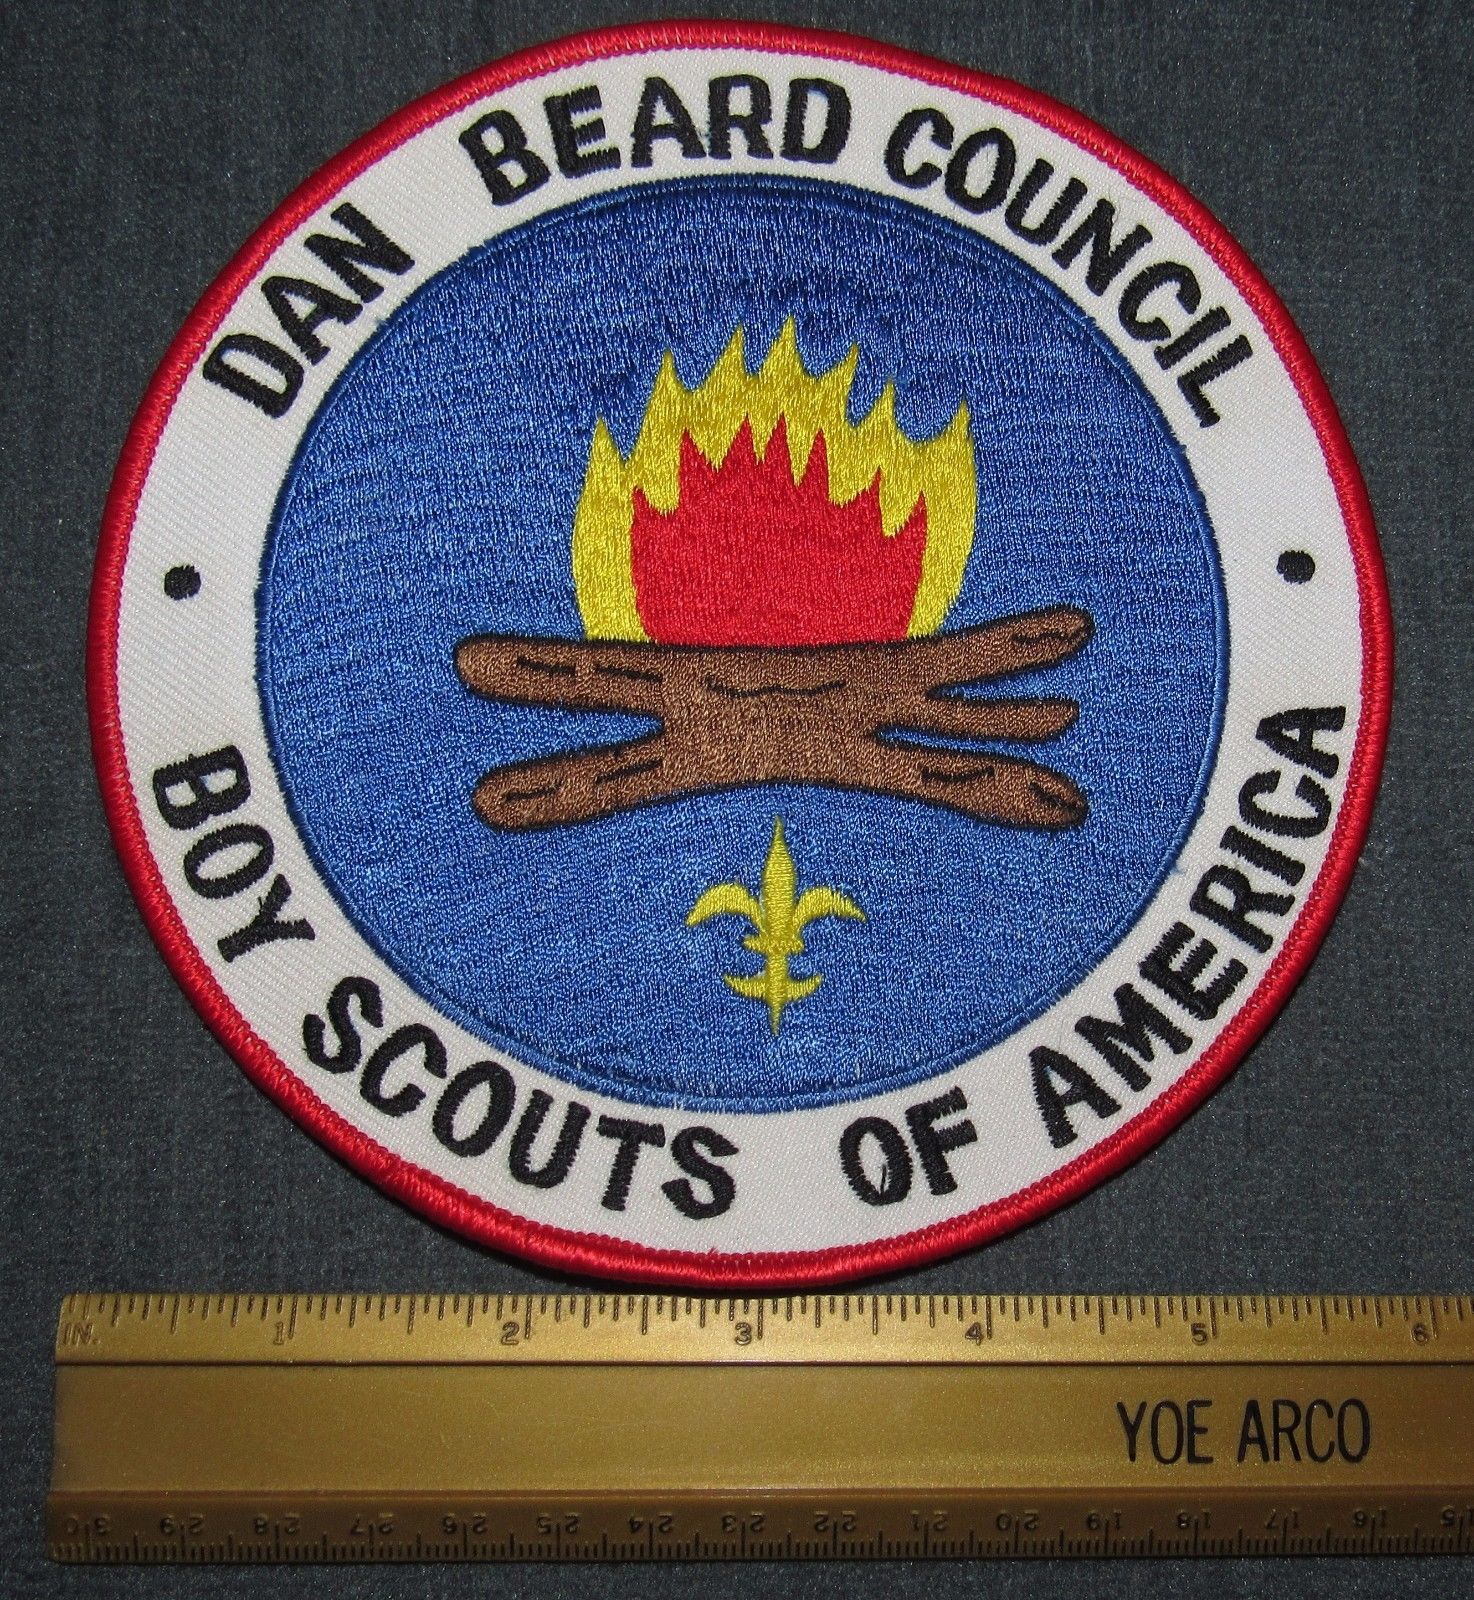 DAN BEARD COUNCIL
• BOY SCOUTS OF AMERICA •
IN. 1 2 3 4 5 6
YOE ARCO
30 29 28 27 26 25 24 23 22 21 20 19 18 17 16 15